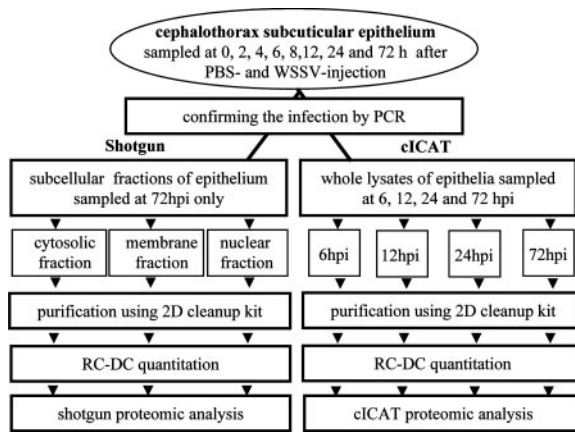 cephalothorax subcuticular epithelium
sampled at 0, 2, 4, 6, 8,12, 24 and 72 h after
PBS- and WSSV-injection
confirming the infection by PCR
Shotgun
subcellular fractions of epithelium
sampled at 72hpi only
cytosolic
fraction
membrane
fraction
nuclear
fraction
purification using 2D cleanup kit
RC-DC quantitation
shotgun proteomic analysis
cICAT
whole lysates of epithelia sampled
at 6, 12, 24 and 72 hpi
6hpi
12hpi
24hpi
72hpi
purification using 2D cleanup kit
RC-DC quantitation
cICAT proteomic analysis